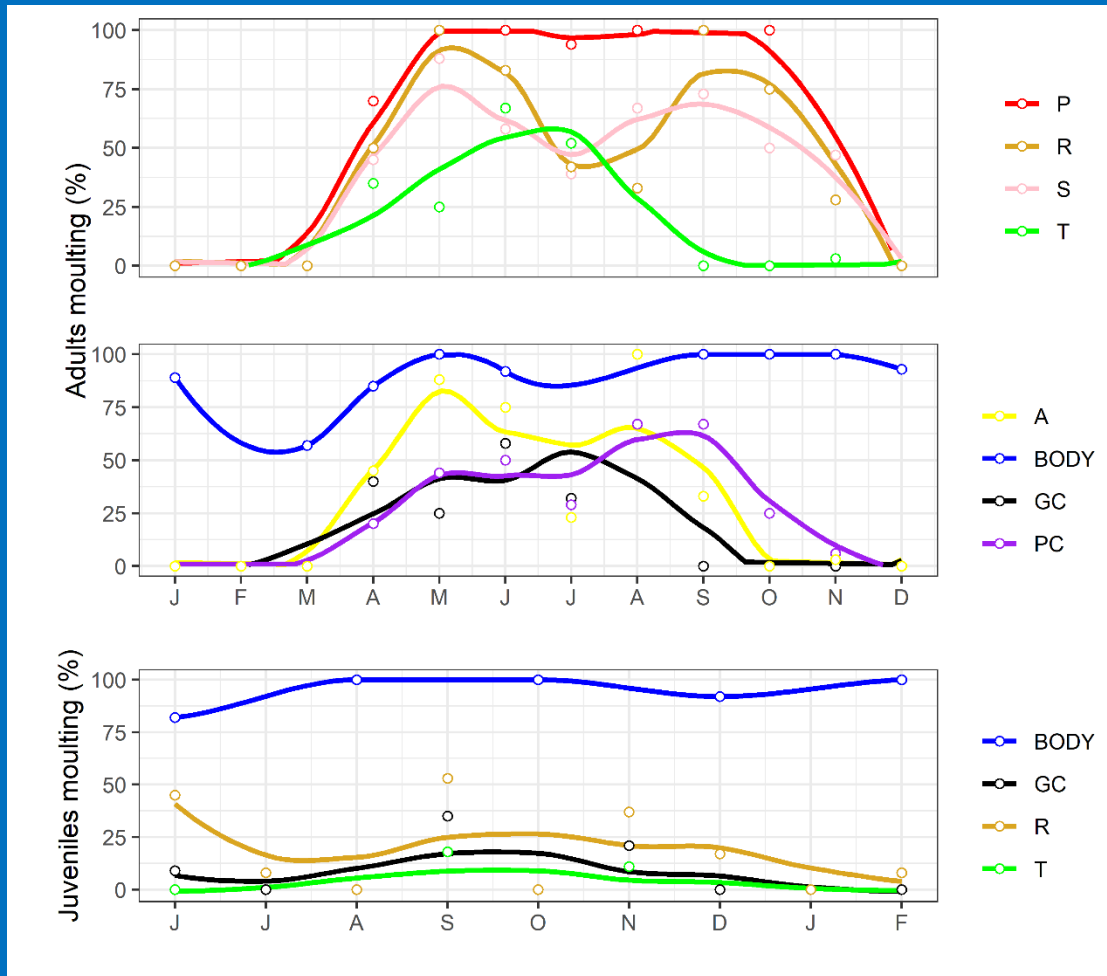 Adults moulting (%)
100
75
50
25
0
P
R
S
T
100
75
50
25
0
J F M A M J J A S O N D
A
BODY
GC
PC
Juveniles moulting (%)
100
75
50
25
0
J J A S O N D J F
BODY
GC
R
T